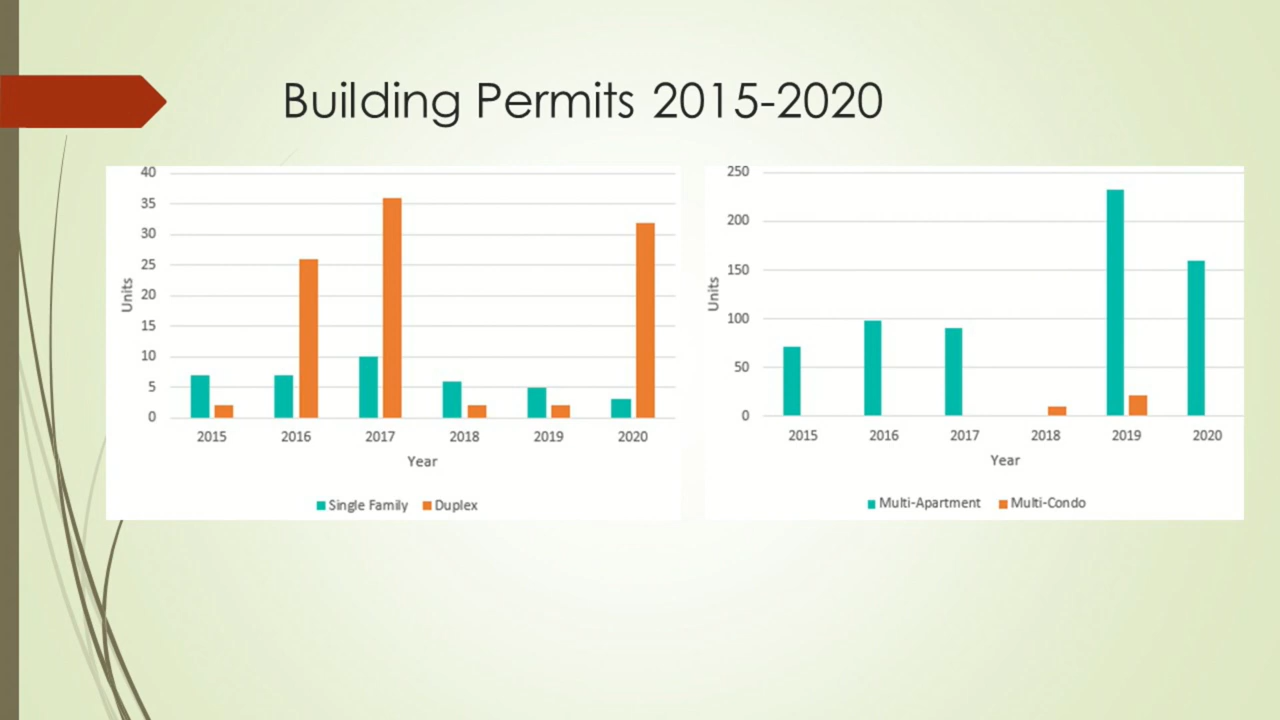 Building Permits 2015-2020
40
35
30
25
20
15
10
5
0
Units
2015 2016 2017 2018 2019 2020
Year
Single Family Duplex
250
200
150
100
50
0
Units
2015 2016 2017 2018 2019 2020
Year
Multi-Apartment Multi-Condo